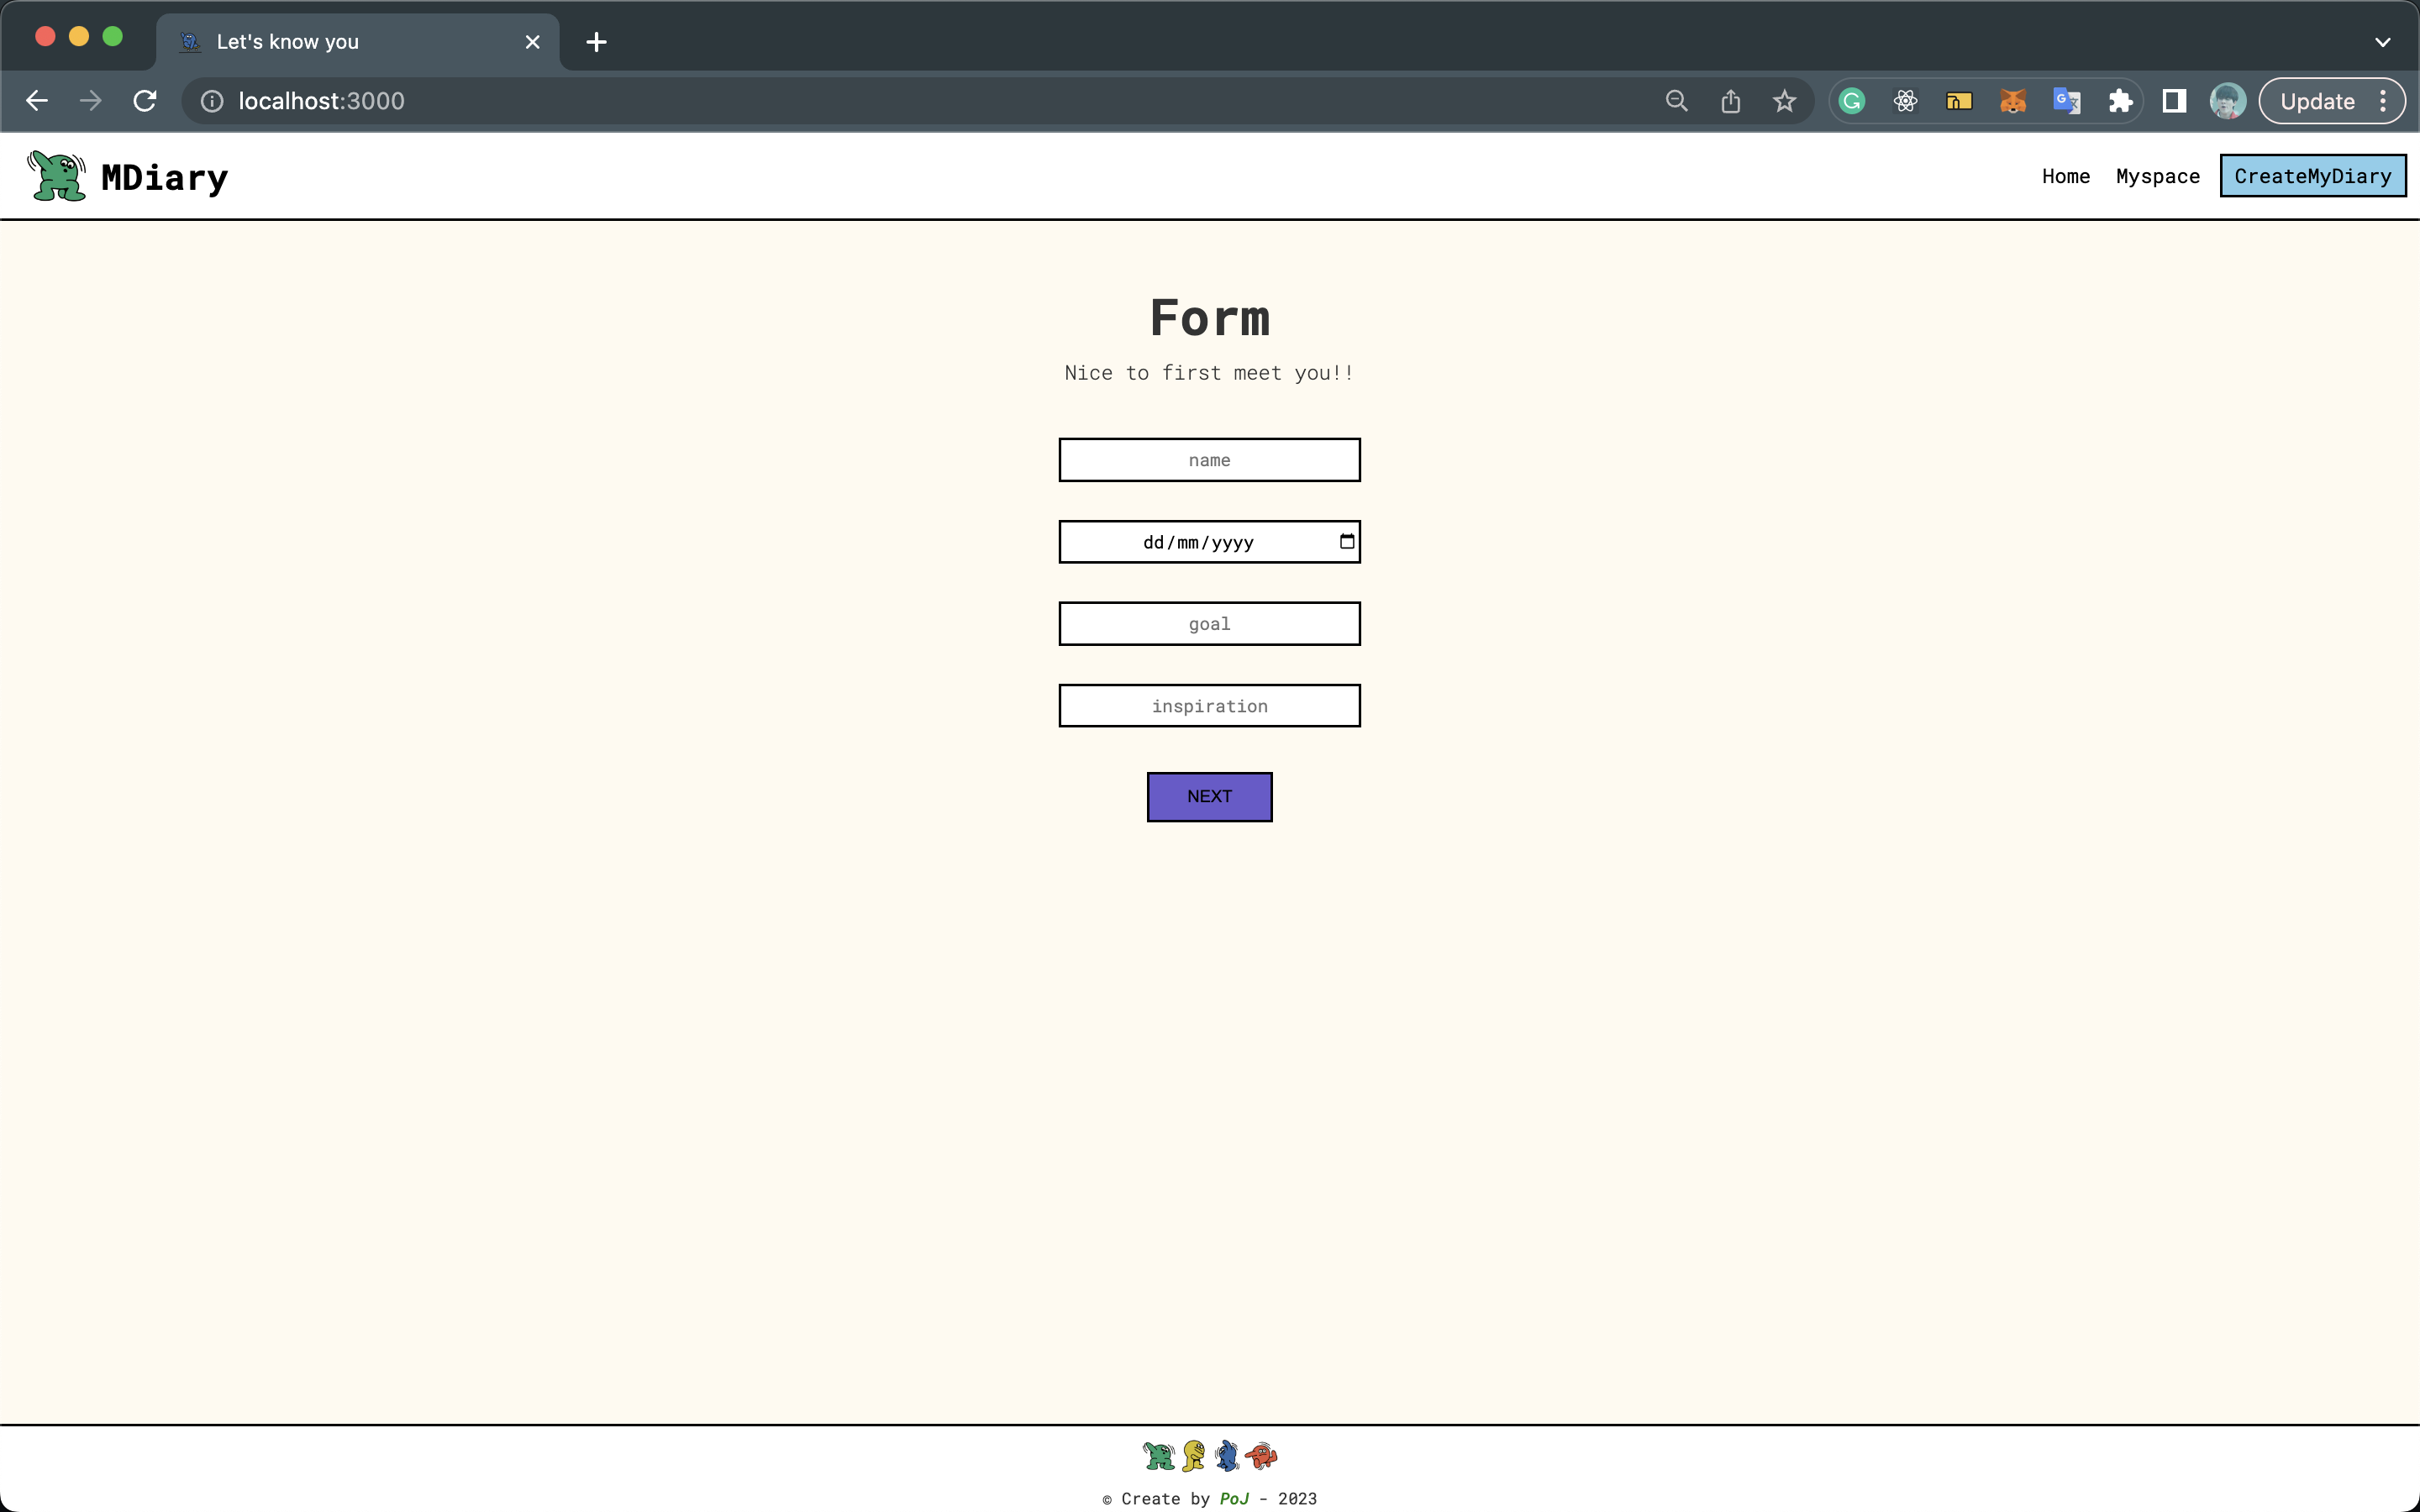 Let's know you
localhost:3000
Update
MDiary
Home Myspace CreateMyDiary
Form
Nice to first meet you!!
name
dd/mm/yyyy
goal
inspiration
NEXT
© Create by PoJ - 2023